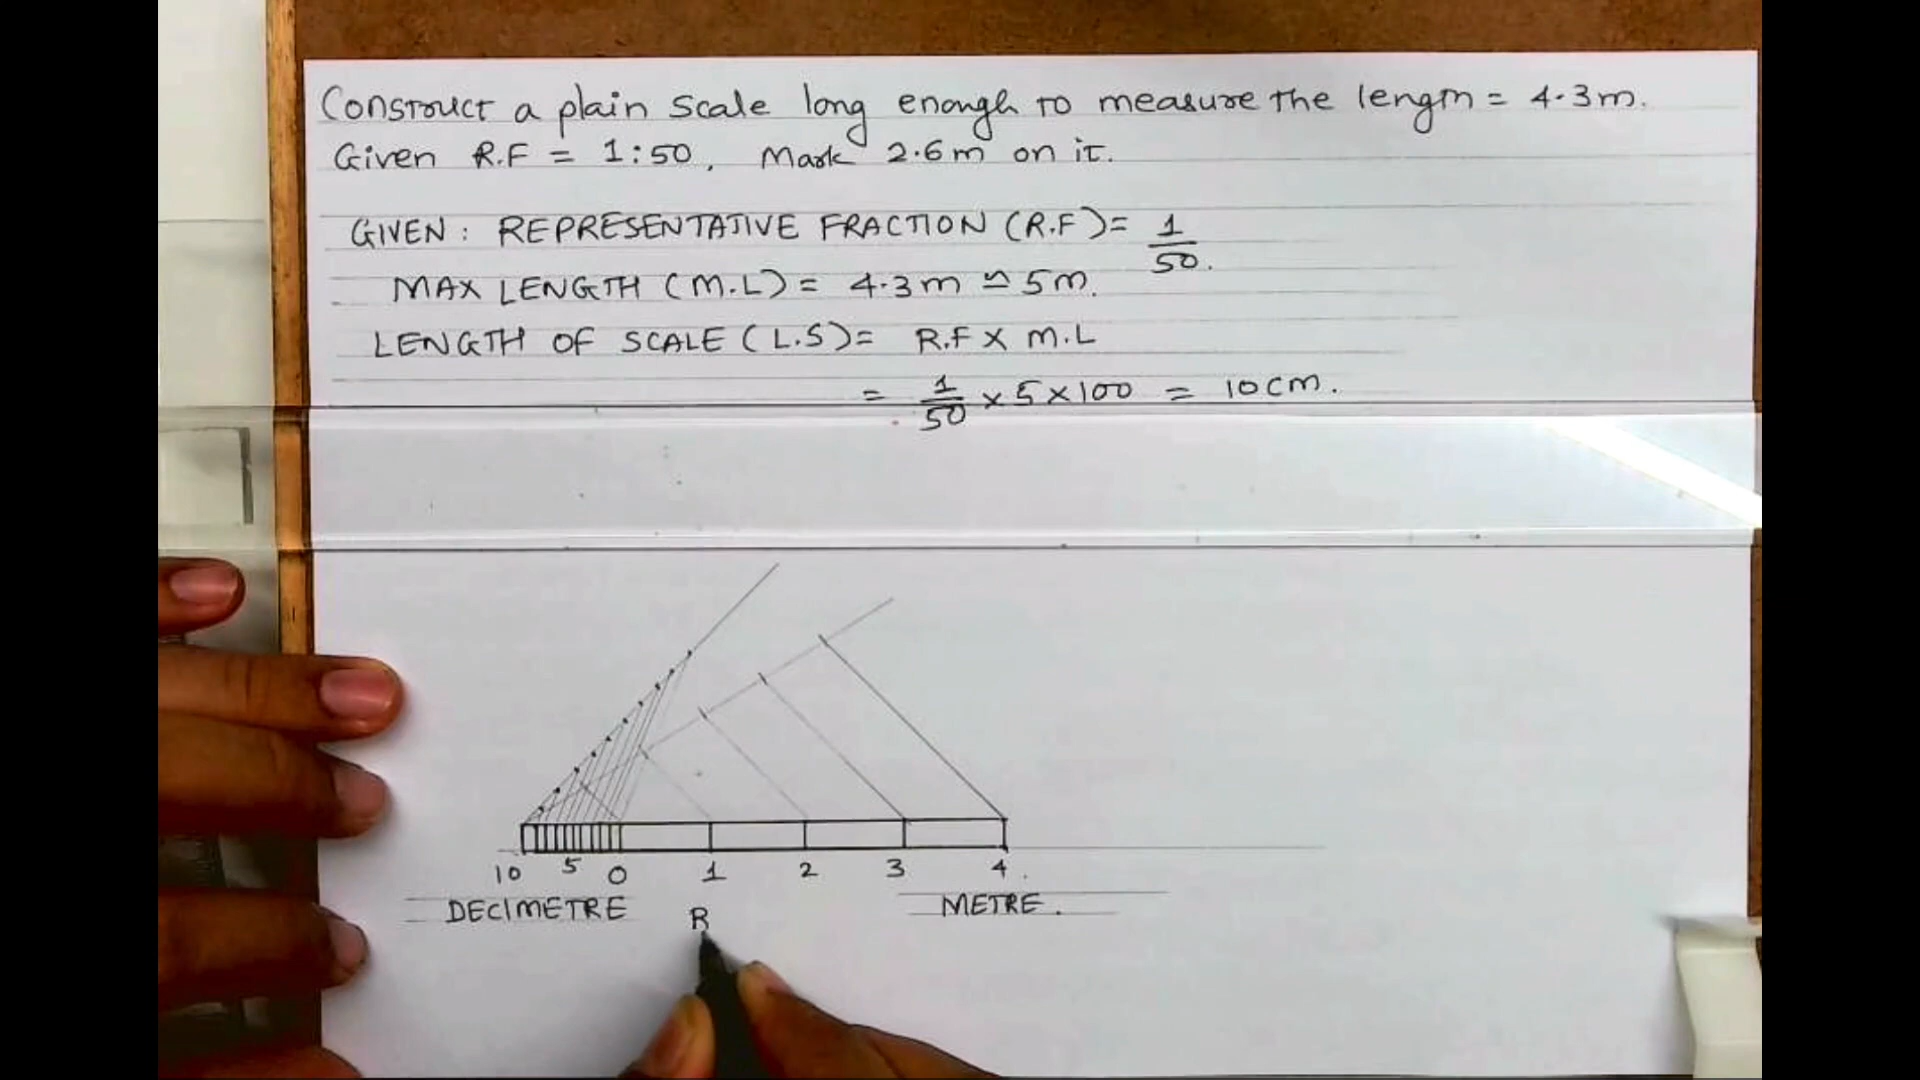 Construct a plain scale long enough to measure the length = 4.3m.
Given R.F = 1:50, Mark 2.6m on it.
GIVEN: REPRESENTATIVE FRACTION (R.F) = 1/50.
MAX LENGTH (M.L) = 4.3m ≃ 5m.
LENGTH OF SCALE (L.S) = R.F X M.L
= 1/50 × 5 × 100 = 10cm.
10 5 0 1 2 3 4.
DECIMETRE R METRE.